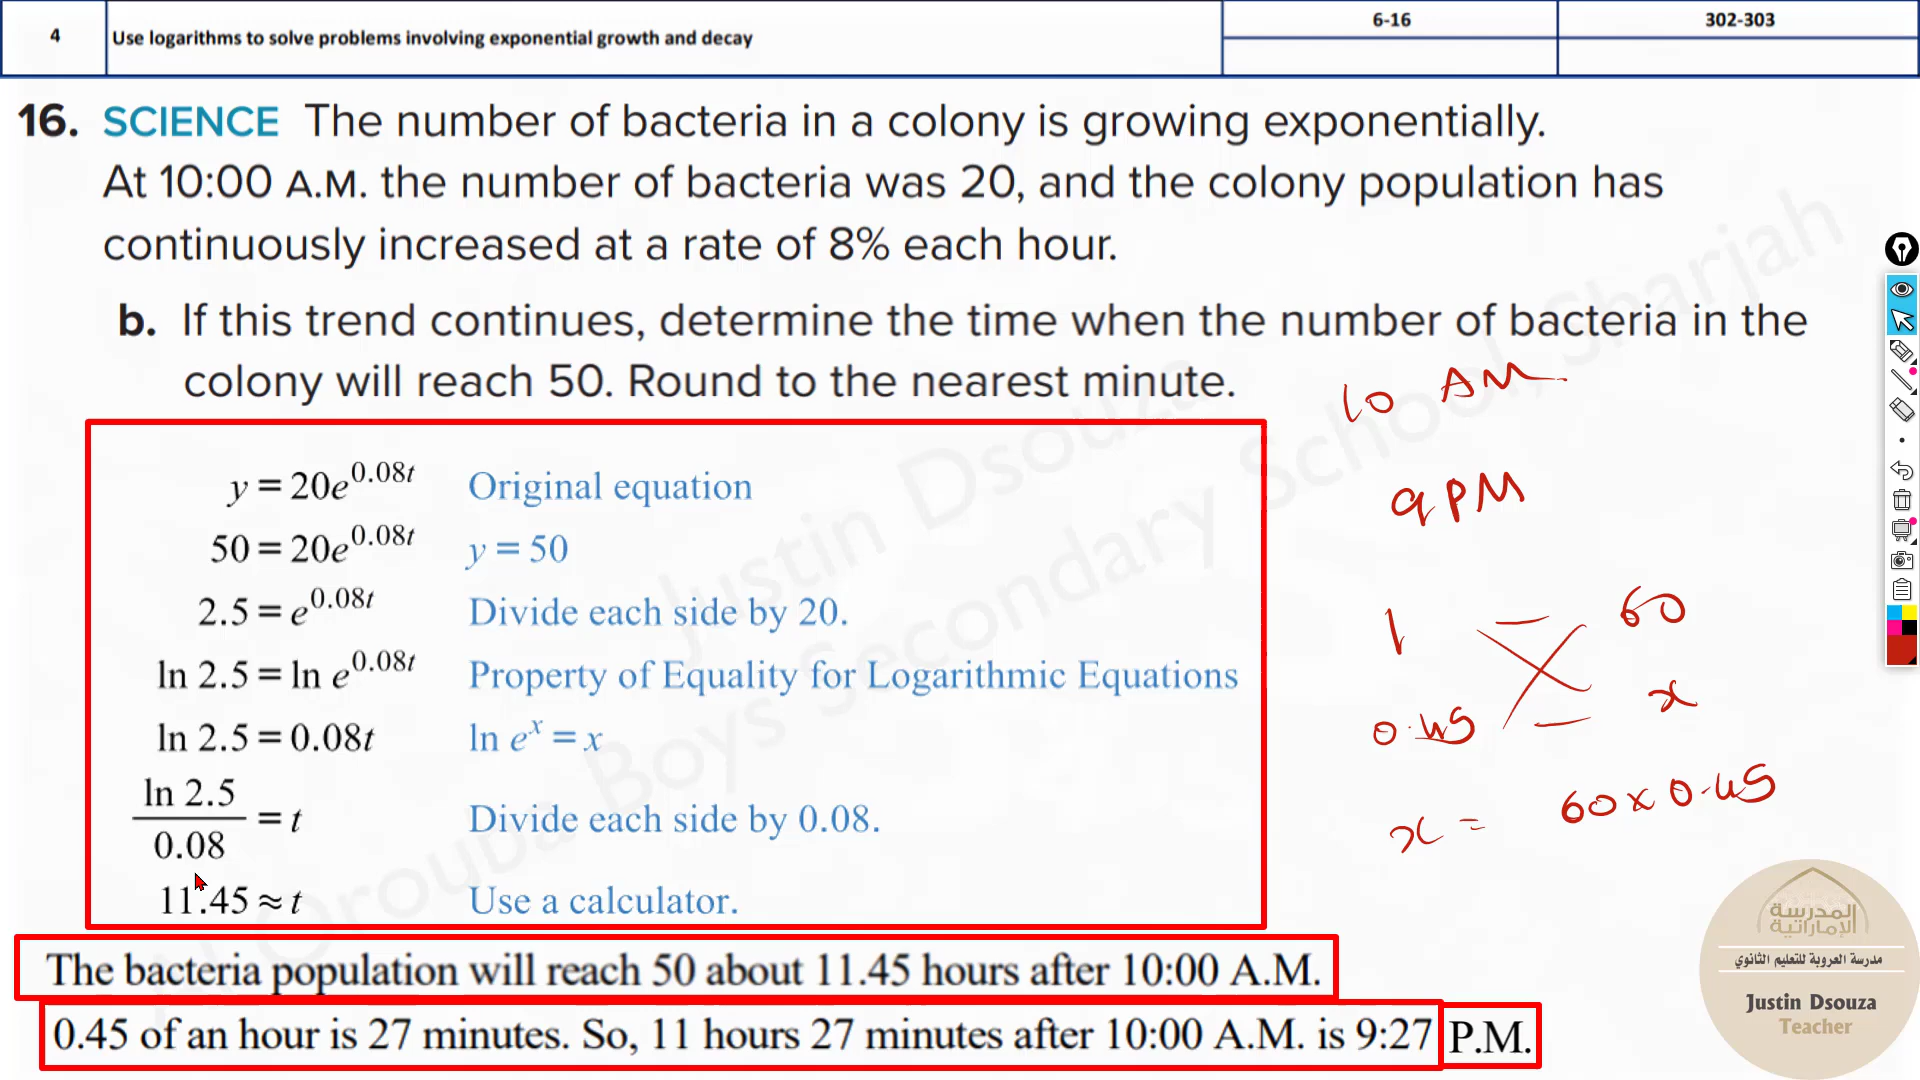 4 Use logarithms to solve problems involving exponential growth and decay 6-16 302-303
16. SCIENCE The number of bacteria in a colony is growing exponentially.
At 10:00 A.M. the number of bacteria was 20, and the colony population has
continuously increased at a rate of 8% each hour.
b. If this trend continues, determine the time when the number of bacteria in the
colony will reach 50. Round to the nearest minute.
10 AM
y = 20e^0.08t Original equation
9 PM
50 = 20e^0.08t y = 50
2.5 = e^0.08t Divide each side by 20.
1 60
ln 2.5 = ln e^0.08t Property of Equality for Logarithmic Equations
0.45 x
ln 2.5 = 0.08t ln e^x = x
ln 2.5
0.08 = t Divide each side by 0.08.
x = 60 x 0.45
11.45 ≈ t Use a calculator.
The bacteria population will reach 50 about 11.45 hours after 10:00 A.M.
0.45 of an hour is 27 minutes. So, 11 hours 27 minutes after 10:00 A.M. is 9:27 P.M.
المدرسة
الإماراتية
مدرسة العروبة للتعليم الثانوي
Justin Dsouza
Teacher
Justin Dsouza
Al Orouba Boys Secondary School, Sharjah